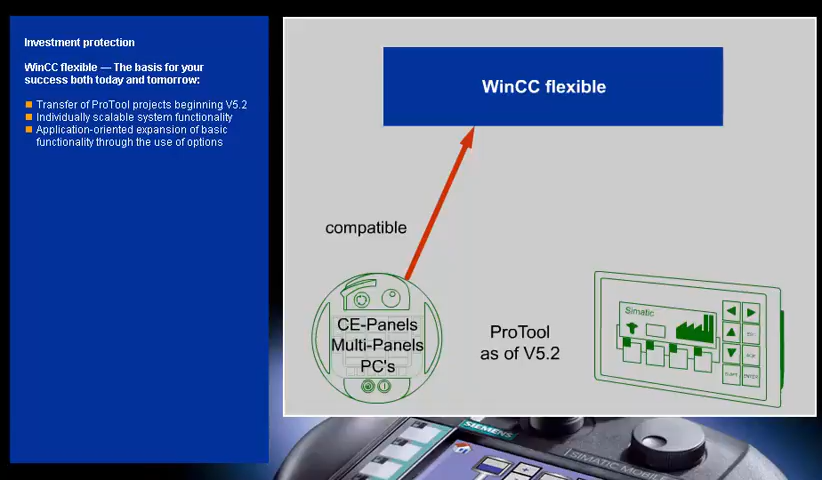 Investment protection
WinCC flexible — The basis for your
success both today and tomorrow:
Transfer of ProTool projects beginning V5.2
Individually scalable system functionality
Application-oriented expansion of basic
functionality through the use of options
WinCC flexible
compatible
CE-Panels
Multi-Panels
PC's
ProTool
as of V5.2
Simatic
SIEMENS
SIMATIC MOBILE